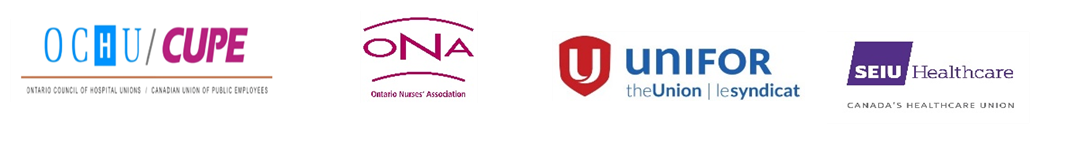 OCHU/CUPE
ONTARIO COUNCIL OF HOSPITAL UNIONS / CANADIAN UNION OF PUBLIC EMPLOYEES
ONA
Ontario Nurses' Association
U
UNIFOR
theUnion | lesyndicat
SEIU Healthcare
CANADA'S HEALTHCARE UNION